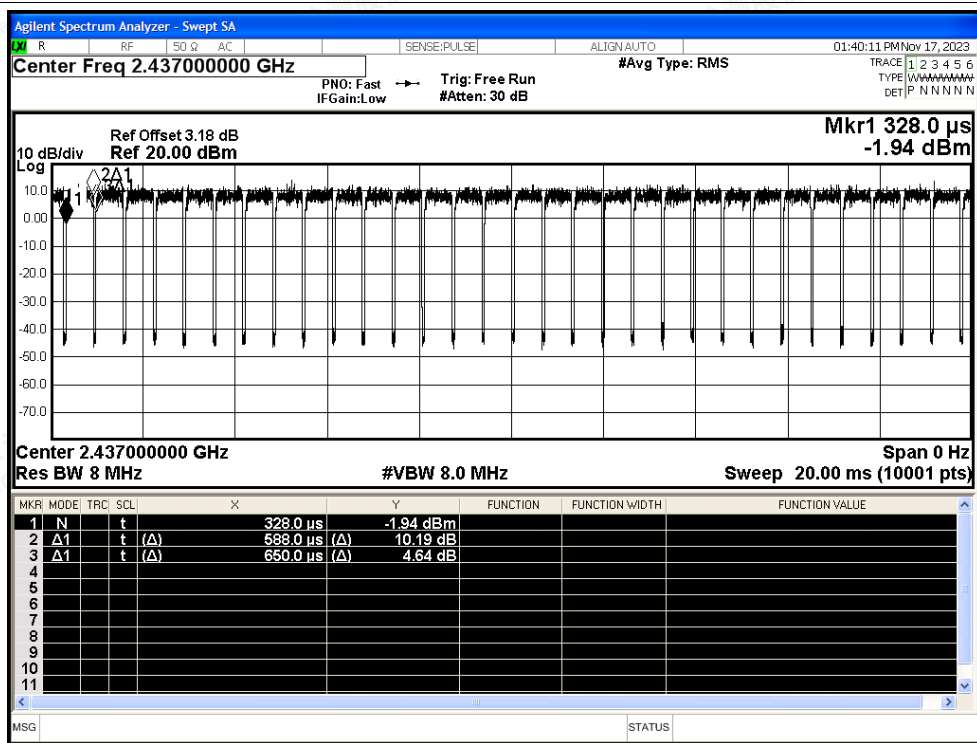 Agilent Spectrum Analyzer - Swept SA
LXI R RF 50 Ω AC SENSE:PULSE ALIGN AUTO 01:40:11 PM Nov 17, 2023
Center Freq 2.437000000 GHz
PNO: Fast
IFGain:Low
Trig: Free Run
#Atten: 30 dB
#Avg Type: RMS
TRACE 1 2 3 4 5 6
TYPE W
DET P N N N N N
Ref Offset 3.18 dB
10 dB/div Ref 20.00 dBm
Log
Mkr1 328.0 µs
-1.94 dBm
2Δ1
1
10.0
0.00
-10.0
-20.0
-30.0
-40.0
-50.0
-60.0
-70.0
Center 2.437000000 GHz Span 0 Hz
Res BW 8 MHz #VBW 8.0 MHz Sweep 20.00 ms (10001 pts)
MKR MODE TRC SCL X Y FUNCTION FUNCTION WIDTH FUNCTION VALUE
1 N t 328.0 µs -1.94 dBm
2 Δ1 t (Δ) 588.0 µs (Δ) 10.19 dB
3 Δ1 t (Δ) 650.0 µs (Δ) 4.64 dB
4
5
6
7
8
9
10
11
MSG STATUS